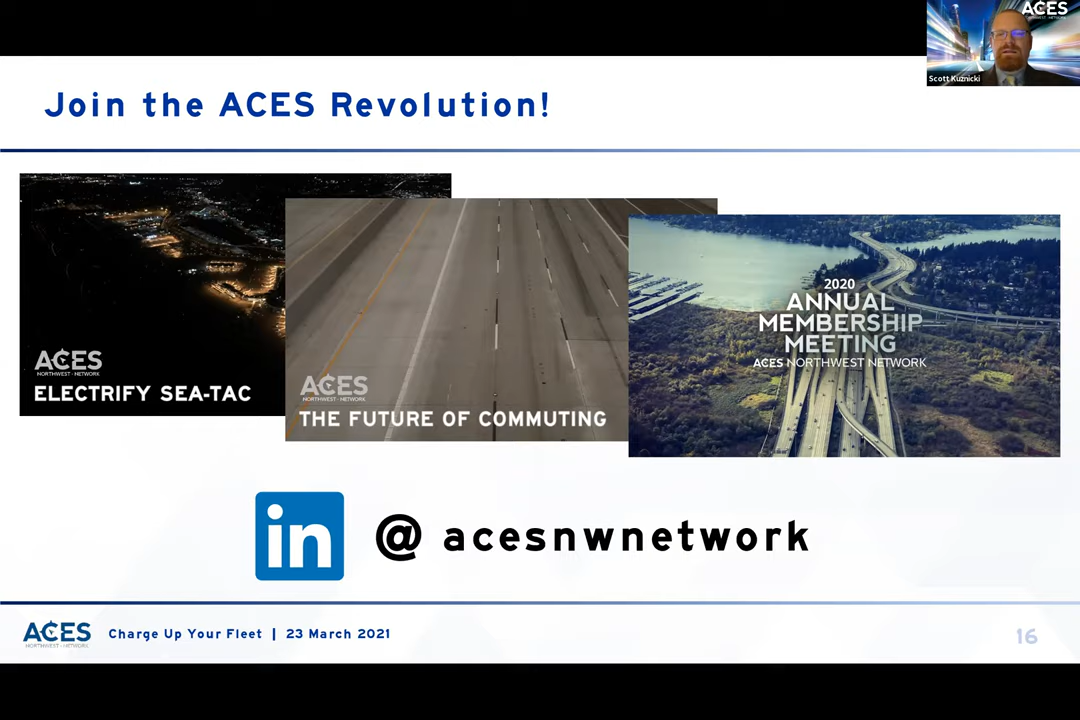 ACES
NORTHWEST · NETWORK
Scott Kuznicki
Join the ACES Revolution!
ACES
NORTHWEST · NETWORK
ELECTRIFY SEA-TAC
ACES
NORTHWEST · NETWORK
THE FUTURE OF COMMUTING
2020
ANNUAL
MEMBERSHIP
MEETING
ACES NORTHWEST NETWORK
in @ acesnwnetwork
ACES
NORTHWEST · NETWORK
Charge Up Your Fleet | 23 March 2021
16